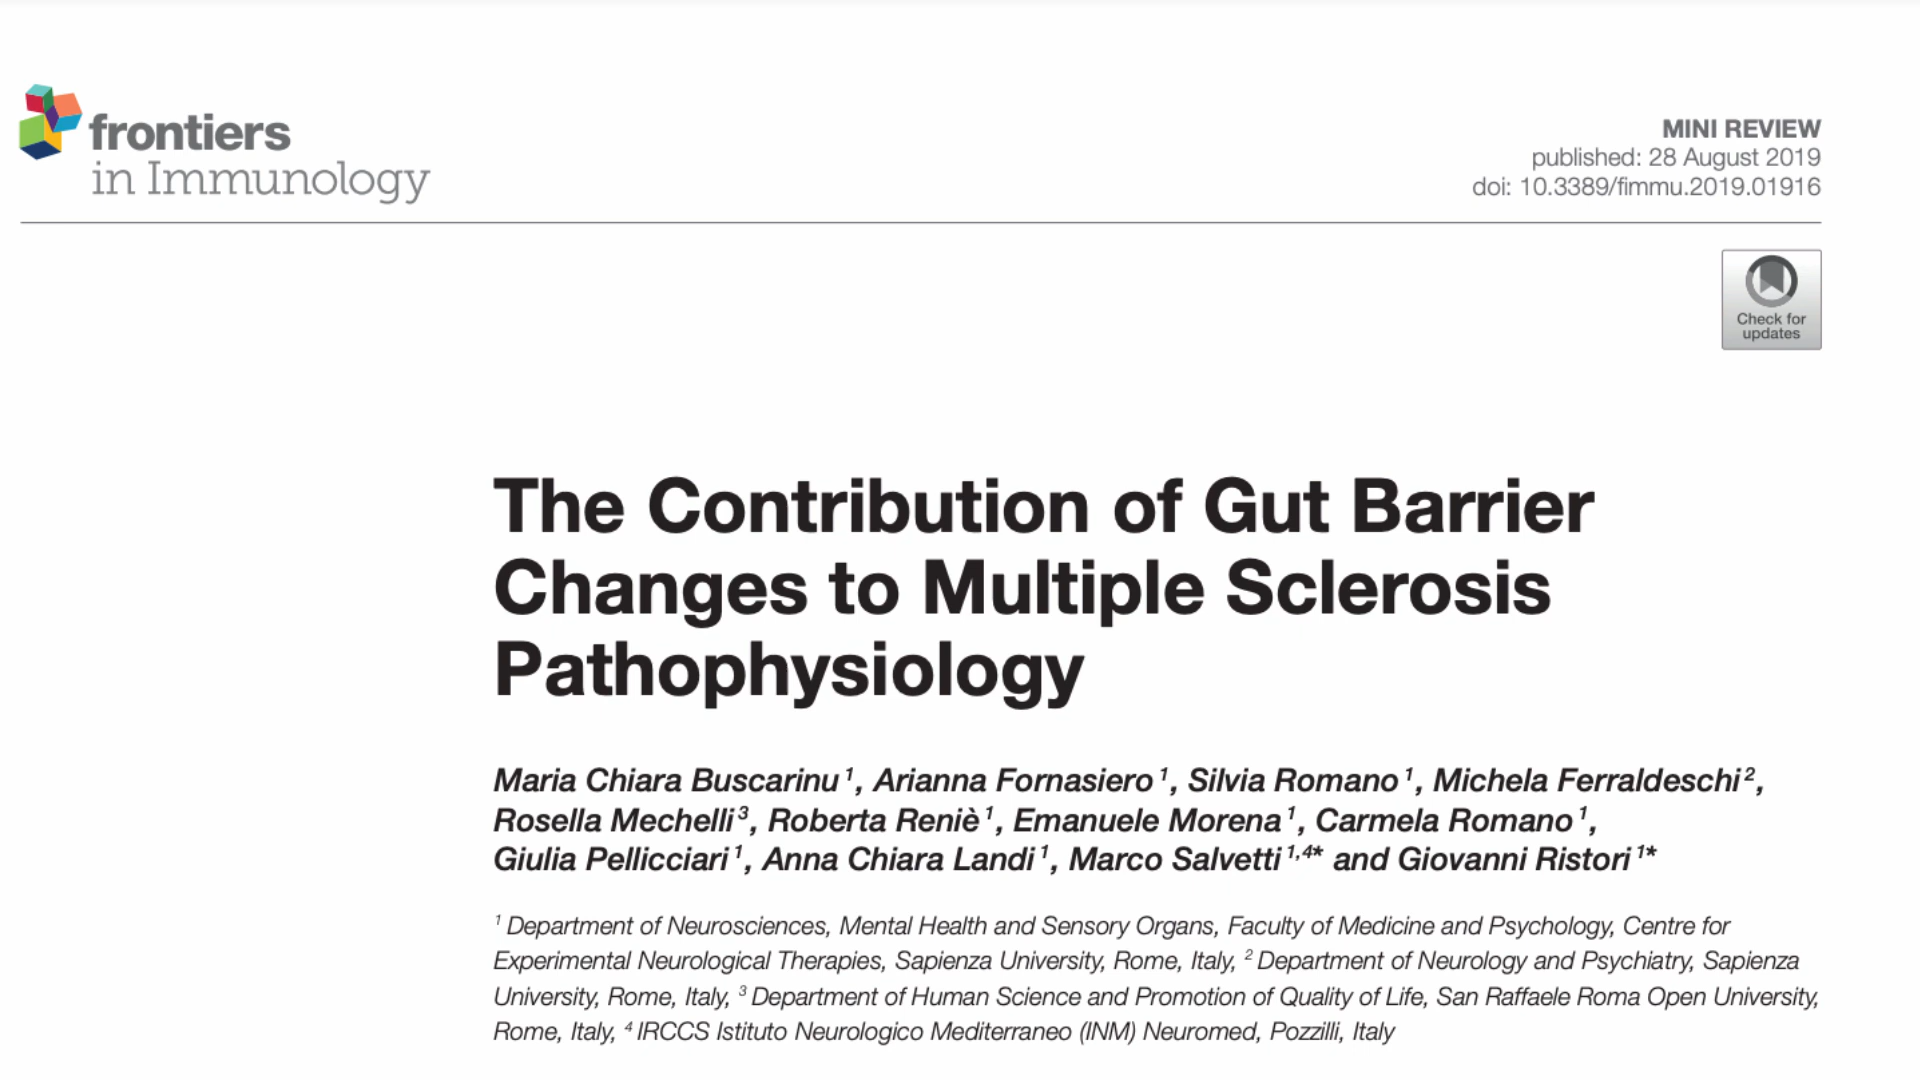 frontiers
in Immunology
MINI REVIEW
published: 28 August 2019
doi: 10.3389/fimmu.2019.01916
Check for
updates
The Contribution of Gut Barrier
Changes to Multiple Sclerosis
Pathophysiology
Maria Chiara Buscarinu 1, Arianna Fornasiero 1, Silvia Romano 1, Michela Ferraldeschi 2,
Rosella Mechelli 3, Roberta Reniè 1, Emanuele Morena 1, Carmela Romano 1,
Giulia Pellicciari 1, Anna Chiara Landi 1, Marco Salvetti 1,4* and Giovanni Ristori 1*
1 Department of Neurosciences, Mental Health and Sensory Organs, Faculty of Medicine and Psychology, Centre for
Experimental Neurological Therapies, Sapienza University, Rome, Italy, 2 Department of Neurology and Psychiatry, Sapienza
University, Rome, Italy, 3 Department of Human Science and Promotion of Quality of Life, San Raffaele Roma Open University,
Rome, Italy, 4 IRCCS Istituto Neurologico Mediterraneo (INM) Neuromed, Pozzilli, Italy